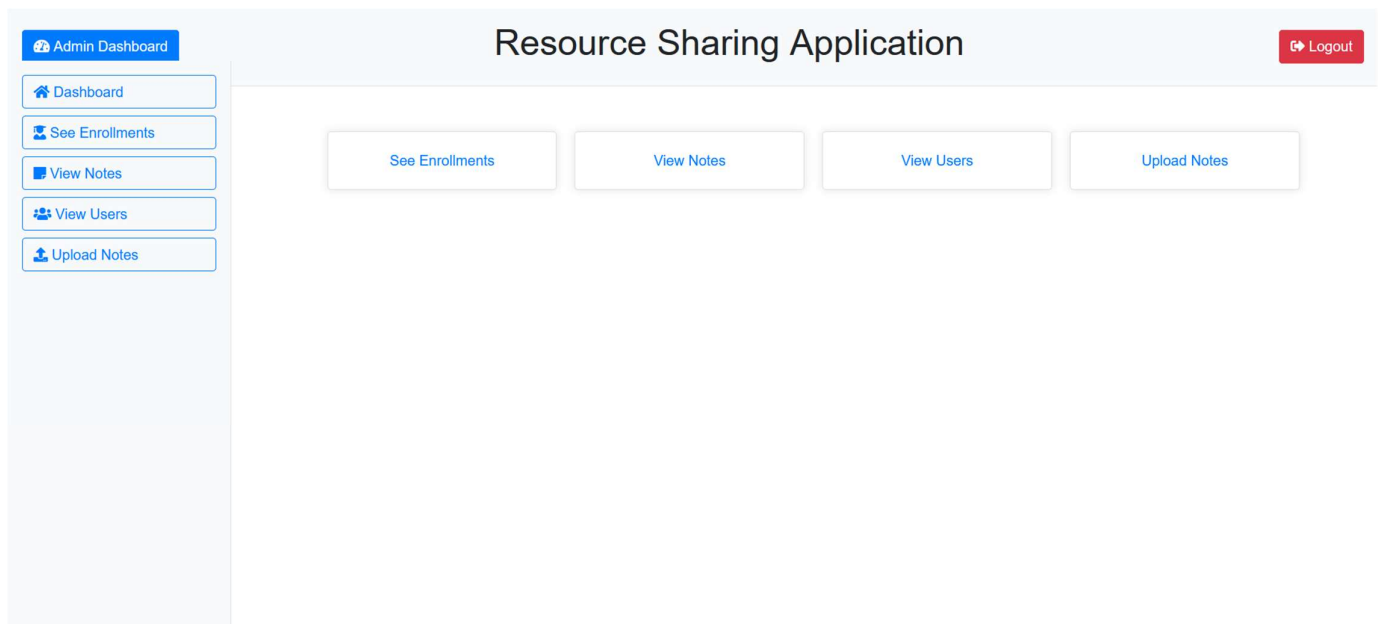 Admin Dashboard
Resource Sharing Application
Logout
Dashboard
See Enrollments
View Notes
View Users
Upload Notes
See Enrollments
View Notes
View Users
Upload Notes